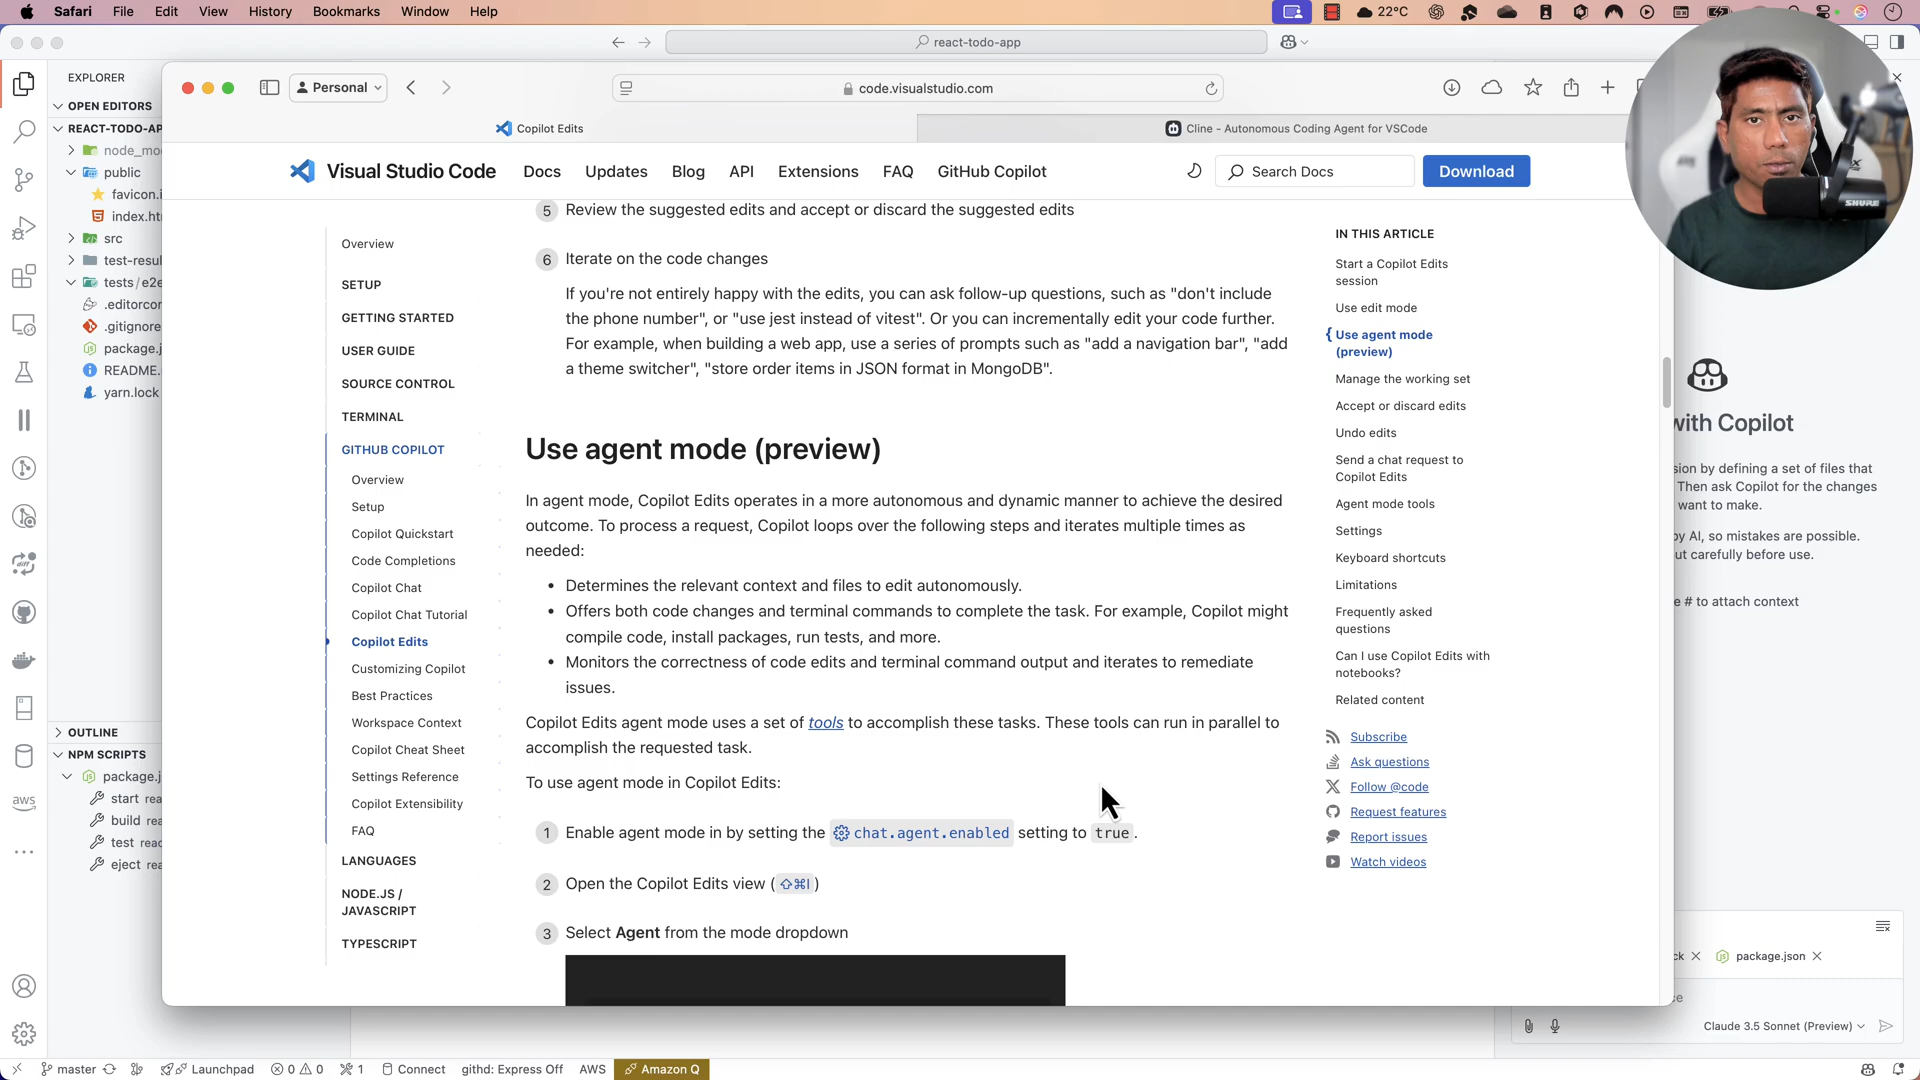 Safari File Edit View History Bookmarks Window Help
22°C
react-todo-app
EXPLORER
OPEN EDITORS
REACT-TODO-AP
node_mo
public
favicon.i
index.ht
src
test-resul
tests/e2e
.editorcor
.gitignore
package.j
README.
yarn.lock
OUTLINE
NPM SCRIPTS
package.j
start rea
build rea
test reac
eject rea
aws
Personal
code.visualstudio.com
Copilot Edits
Cline - Autonomous Coding Agent for VSCode
Visual Studio Code
Docs Updates Blog API Extensions FAQ GitHub Copilot
Search Docs
Download
Overview
SETUP
GETTING STARTED
USER GUIDE
SOURCE CONTROL
TERMINAL
GITHUB COPILOT
Overview
Setup
Copilot Quickstart
Code Completions
Copilot Chat
Copilot Chat Tutorial
Copilot Edits
Customizing Copilot
Best Practices
Workspace Context
Copilot Cheat Sheet
Settings Reference
Copilot Extensibility
FAQ
LANGUAGES
NODE.JS /
JAVASCRIPT
TYPESCRIPT
5 Review the suggested edits and accept or discard the suggested edits
6 Iterate on the code changes
If you're not entirely happy with the edits, you can ask follow-up questions, such as "don't include
the phone number", or "use jest instead of vitest". Or you can incrementally edit your code further.
For example, when building a web app, use a series of prompts such as "add a navigation bar", "add
a theme switcher", "store order items in JSON format in MongoDB".
Use agent mode (preview)
In agent mode, Copilot Edits operates in a more autonomous and dynamic manner to achieve the desired
outcome. To process a request, Copilot loops over the following steps and iterates multiple times as
needed:
• Determines the relevant context and files to edit autonomously.
• Offers both code changes and terminal commands to complete the task. For example, Copilot might
compile code, install packages, run tests, and more.
• Monitors the correctness of code edits and terminal command output and iterates to remediate
issues.
Copilot Edits agent mode uses a set of tools to accomplish these tasks. These tools can run in parallel to
accomplish the requested task.
To use agent mode in Copilot Edits:
1 Enable agent mode in by setting the chat.agent.enabled setting to true.
2 Open the Copilot Edits view (⇧⌘I)
3 Select Agent from the mode dropdown
IN THIS ARTICLE
Start a Copilot Edits
session
Use edit mode
Use agent mode
(preview)
Manage the working set
Accept or discard edits
Undo edits
Send a chat request to
Copilot Edits
Agent mode tools
Settings
Keyboard shortcuts
Limitations
Frequently asked
questions
Can I use Copilot Edits with
notebooks?
Related content
Subscribe
Ask questions
Follow @code
Request features
Report issues
Watch videos
SHURE
with Copilot
sion by defining a set of files that
Then ask Copilot for the changes
want to make.
by AI, so mistakes are possible.
ut carefully before use.
e # to attach context
ck
package.json
ce
Claude 3.5 Sonnet (Preview)
master Launchpad 0 0 1 Connect githd: Express Off AWS Amazon Q